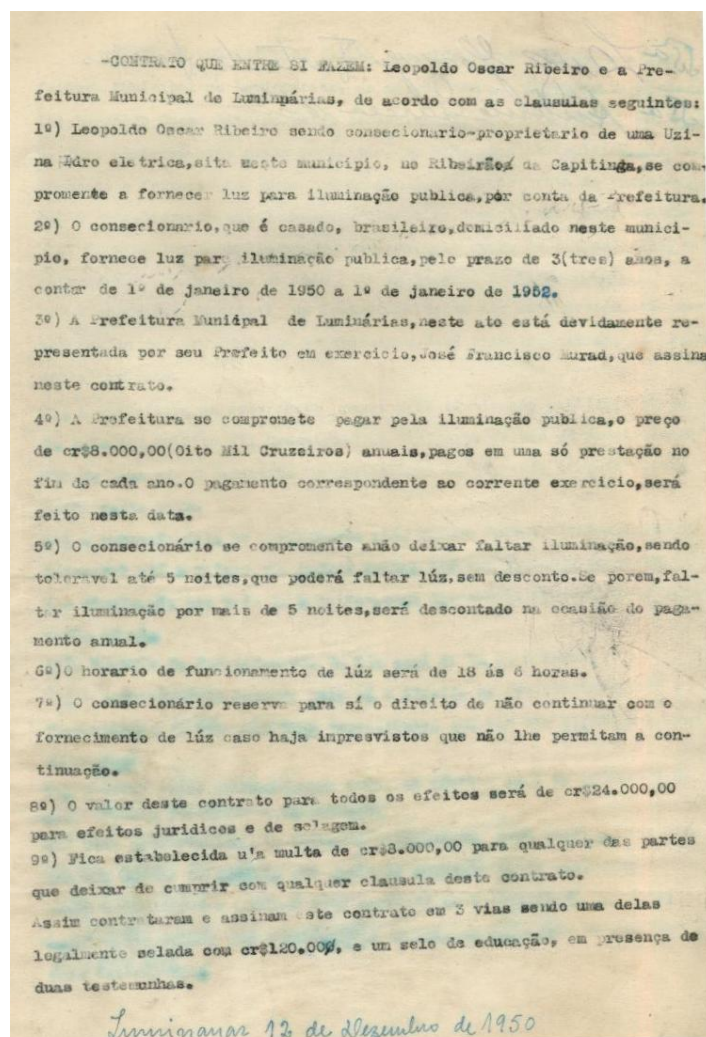 -CONTRATO QUE ENTRE SI FAZEM: Leopoldo Oscar Ribeiro e a Pre-
feitura Municipal de Luminnárias, de acordo com as clausulas seguintes:
1º) Leopoldo Oscar Ribeiro sendo consecionario-proprietario de uma Uzi-
na Idro eletrica,sita neste município, no Ribeirão da Capitinga,se com-
promente a fornecer luz para iluminação publica,por conta da Prefeitura.
2º) O consecionario,que é casado, brasileiro,domiciliado neste munici-
pio, fornece luz para iluminação publica,pelo prazo de 3(tres) anos, a
contar de 1º de janeiro de 1950 a 1º de janeiro de 1952.
3º) A Prefeitura Municpal de Luminárias,neste ato está devidamente re-
presentada por seu Prefeito em exercicio,José Francisco Murad,que assina
neste contrato.
4º) A Prefeitura se compromete pagar pela iluminação publica,o preço
de cr$8.000,00(Oito Mil Cruzeiros) anuais,pagos em uma só prestação no
fim de cada ano.O pagamento correspondente ao corrente exercicio,será
feito nesta data.
5º) O consecionário se compromente anão deixar faltar iluminação,sendo
toleravel até 5 noites,que poderá faltar lúz,sem desconto.Se porem,fal-
tar iluminação por mais de 5 noites,será descontado na ocasião do paga-
mento anual.
6º)O horario de funcionamento de lúz será de 18 ás 6 horas.
7º) O consecionário reserva para sí o direito de não continuar com o
fornecimento de lúz caso haja impresvistos que não lhe permitam a con-
tinuação.
8º) O valor deste contrato para todos os efeitos será de cr$24.000,00
para efeitos juridicos e de selagem.
9º) Fica estabelecida u'a multa de cr$8.000,00 para qualquer das partes
que deixar de cumprir com qualquer clausula deste contrato.
Assim contrataram e assinam este contrato em 3 vias sendo uma delas
legalmente selada com cr$120.00, e um selo de educação, em presença de
duas testemunhas.
12 de Dezembro de 1950